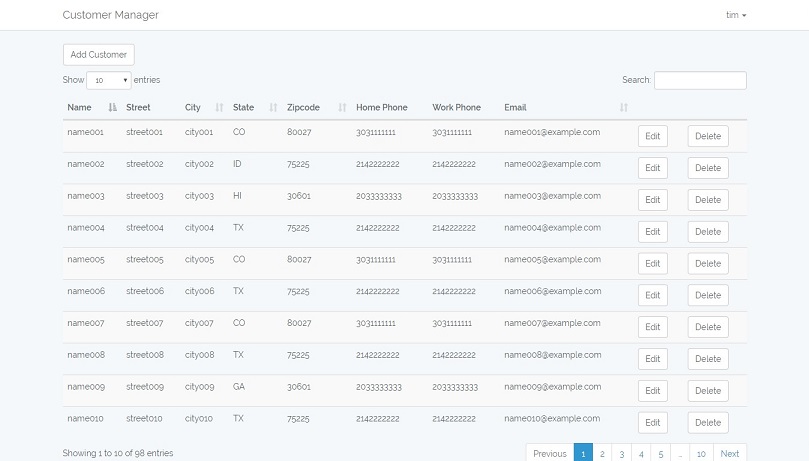 Customer Manager tim
Add Customer
Show 10 entries Search:
Name Street City State Zipcode Home Phone Work Phone Email
name001 street001 city001 CO 80027 3031111111 3031111111 name001@example.com Edit Delete
name002 street002 city002 ID 75225 2142222222 2142222222 name002@example.com Edit Delete
name003 street003 city003 HI 30601 2033333333 2033333333 name003@example.com Edit Delete
name004 street004 city004 TX 75225 2142222222 2142222222 name004@example.com Edit Delete
name005 street005 city005 CO 80027 3031111111 3031111111 name005@example.com Edit Delete
name006 street006 city006 TX 75225 2142222222 2142222222 name006@example.com Edit Delete
name007 street007 city007 CO 80027 3031111111 3031111111 name007@example.com Edit Delete
name008 street008 city008 TX 75225 2142222222 2142222222 name008@example.com Edit Delete
name009 street009 city009 GA 30601 2033333333 2033333333 name009@example.com Edit Delete
name010 street010 city010 TX 75225 2142222222 2142222222 name010@example.com Edit Delete
Showing 1 to 10 of 98 entries Previous 1 2 3 4 5 … 10 Next